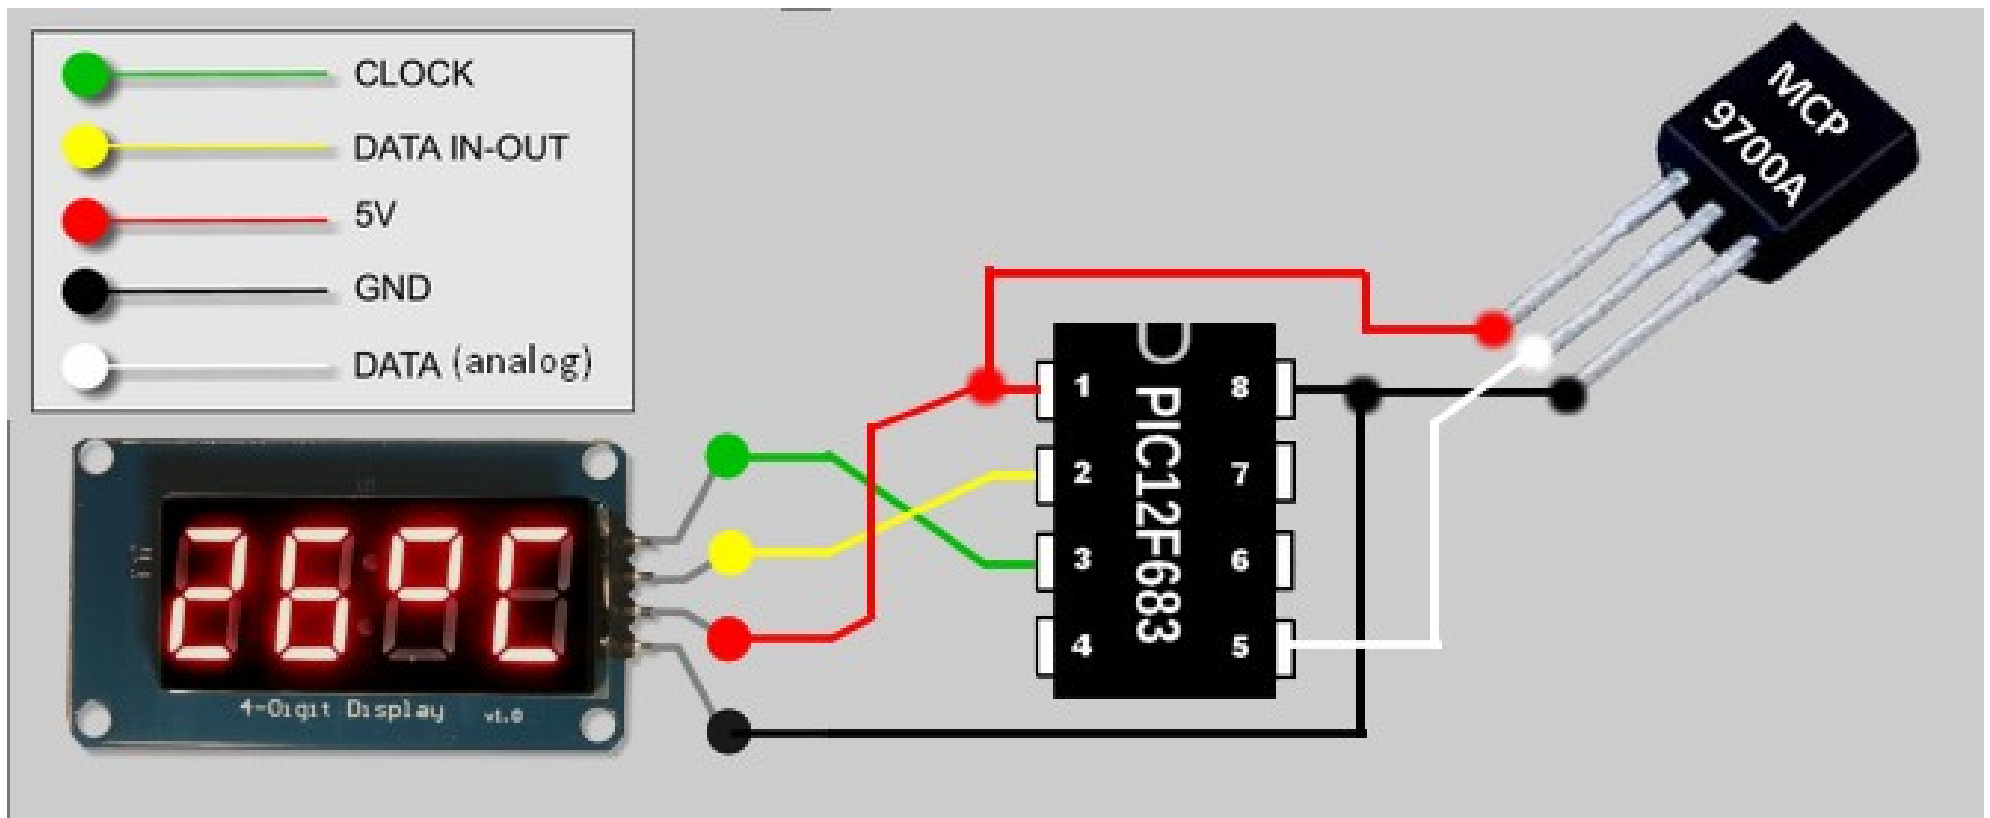 CLOCK
DATA IN-OUT
5V
GND
DATA (analog)
MCP
9700A
1
2
3
4
PIC12F683
8
7
6
5
26°C
4-Digit Display v1.0